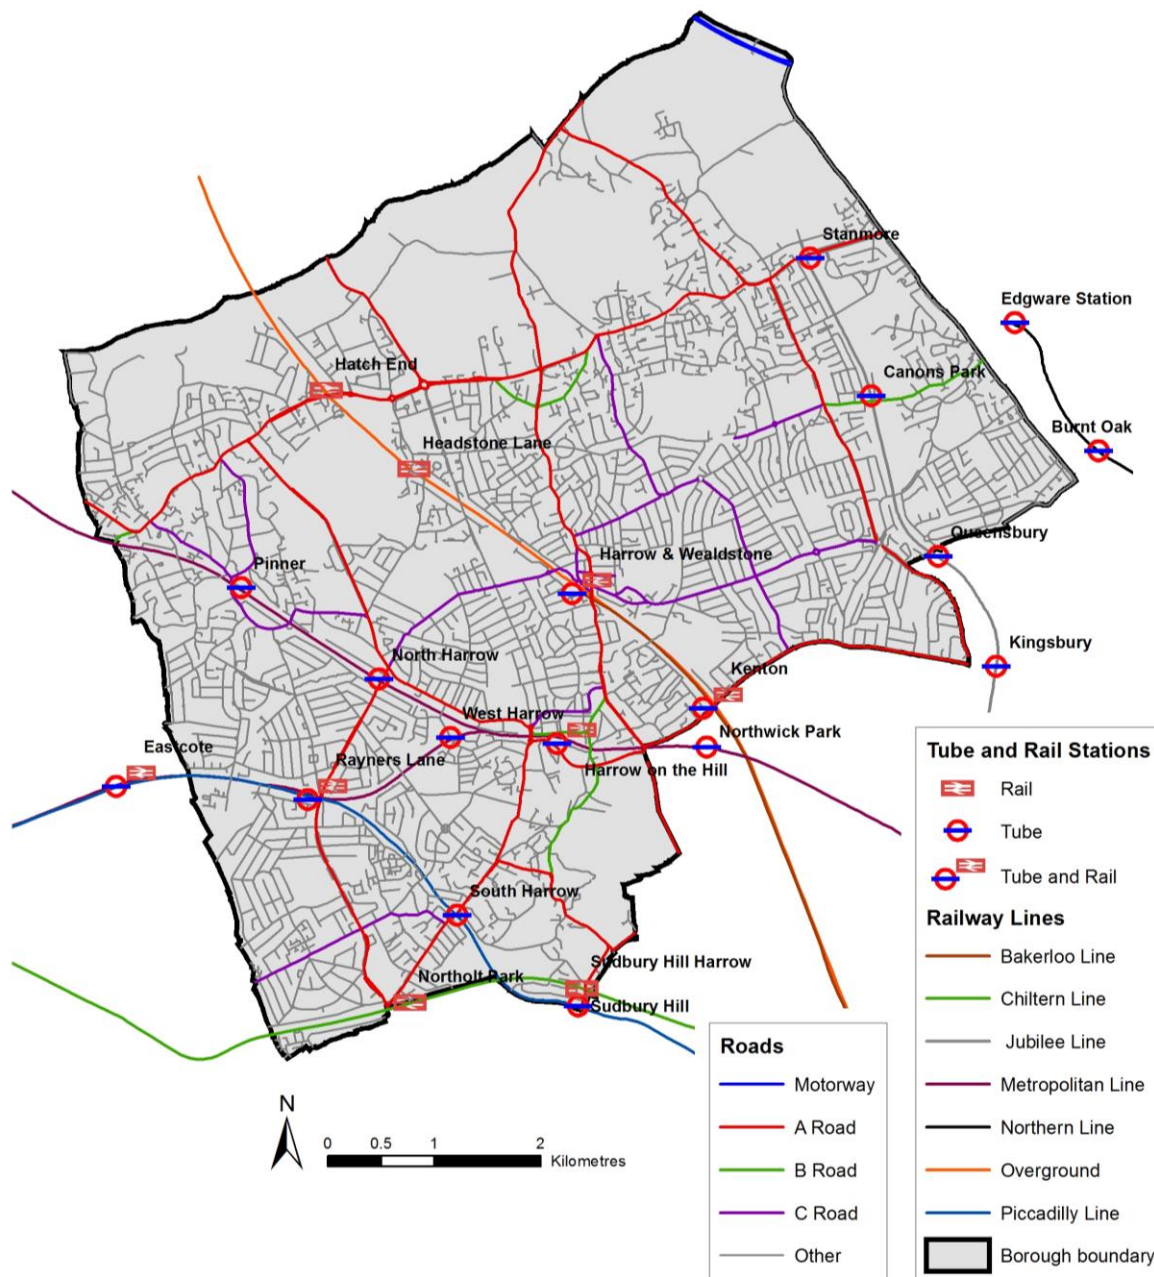 Stanmore
Edgware Station
Hatch End
Canons Park
Headstone Lane
Burnt Oak
Queensbury
Harrow & Wealdstone
Pinner
Kingsbury
North Harrow
Kenton
West Harrow
Northwick Park
Eastcote
Rayners Lane
Harrow on the Hill
South Harrow
Sudbury Hill Harrow
Northolt Park
Sudbury Hill
N
0 0.5 1 2
Kilometres
Roads
Motorway
A Road
B Road
C Road
Other
Tube and Rail Stations
Rail
Tube
Tube and Rail
Railway Lines
Bakerloo Line
Chiltern Line
Jubilee Line
Metropolitan Line
Northern Line
Overground
Piccadilly Line
Borough boundary